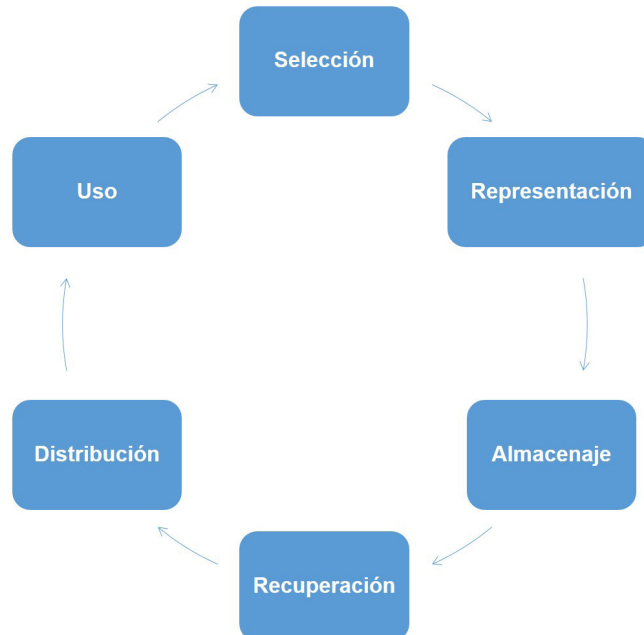 Selección
Representación
Almacenaje
Recuperación
Distribución
Uso